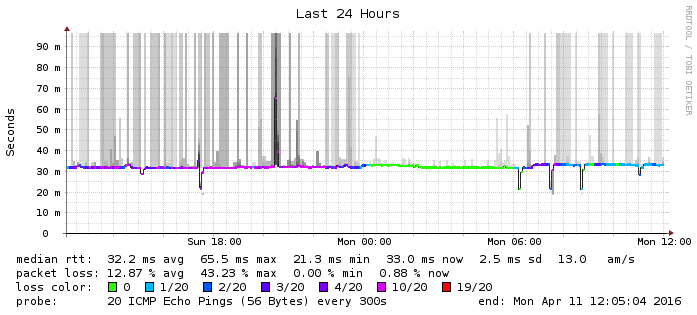 Last 24 Hours
RRDTOOL / TOBI OETIKER
Seconds
90 m
80 m
70 m
60 m
50 m
40 m
30 m
20 m
10 m
0
Sun 18:00 Mon 00:00 Mon 06:00 Mon 12:00
median rtt: 32.2 ms avg 65.5 ms max 21.3 ms min 33.0 ms now 2.5 ms sd 13.0 am/s
packet loss: 12.87 % avg 43.23 % max 0.00 % min 0.88 % now
loss color: 0 1/20 2/20 3/20 4/20 10/20 19/20
probe: 20 ICMP Echo Pings (56 Bytes) every 300s end: Mon Apr 11 12:05:04 2016